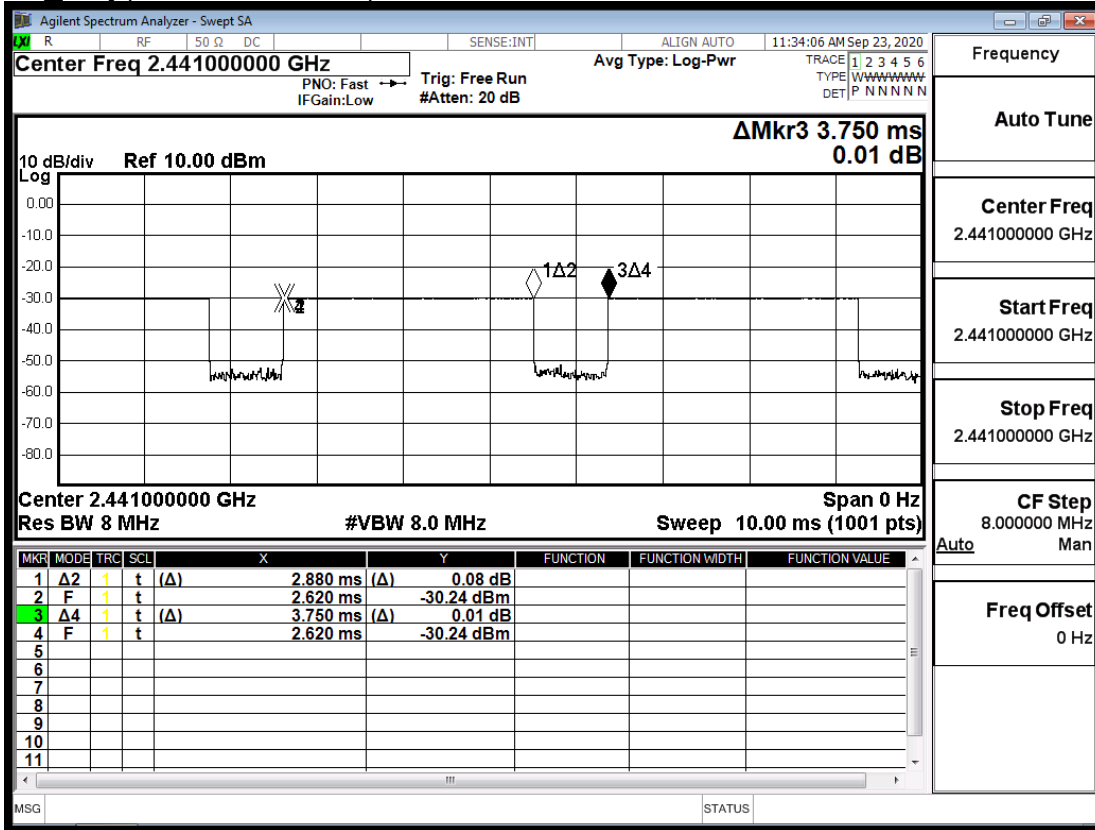 Agilent Spectrum Analyzer - Swept SA
LXI R RF 50 Ω DC SENSE:INT ALIGN AUTO 11:34:06 AM Sep 23, 2020
Center Freq 2.441000000 GHz
PNO: Fast
IFGain:Low
Trig: Free Run
#Atten: 20 dB
Avg Type: Log-Pwr
TRACE 1 2 3 4 5 6
TYPE WWWWWW
DET P N N N N N
ΔMkr3 3.750 ms
0.01 dB
10 dB/div Ref 10.00 dBm
Log
0.00
-10.0
-20.0
-30.0
-40.0
-50.0
-60.0
-70.0
-80.0
1Δ2
3Δ4
Center 2.441000000 GHz Span 0 Hz
Res BW 8 MHz #VBW 8.0 MHz Sweep 10.00 ms (1001 pts)
MKR MODE TRC SCL X Y FUNCTION FUNCTION WIDTH FUNCTION VALUE
1 Δ2 1 t (Δ) 2.880 ms (Δ) 0.08 dB
2 F 1 t 2.620 ms -30.24 dBm
3 Δ4 1 t (Δ) 3.750 ms (Δ) 0.01 dB
4 F 1 t 2.620 ms -30.24 dBm
5
6
7
8
9
10
11
MSG STATUS
Frequency
Auto Tune
Center Freq
2.441000000 GHz
Start Freq
2.441000000 GHz
Stop Freq
2.441000000 GHz
CF Step
8.000000 MHz
Auto Man
Freq Offset
0 Hz